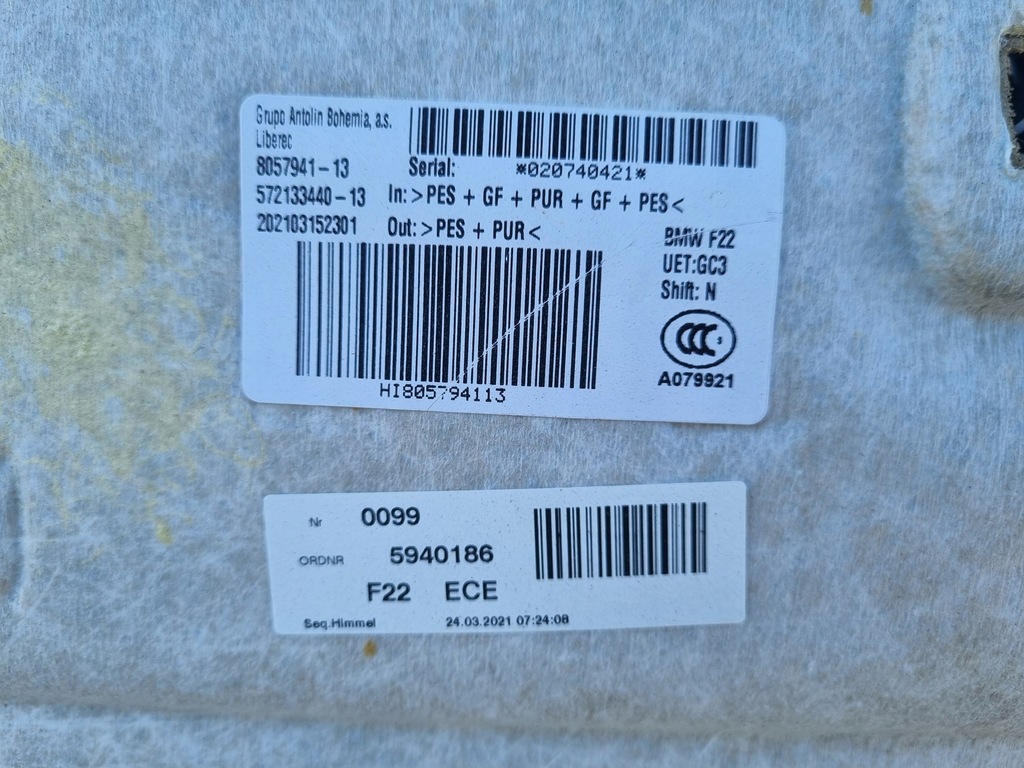 Grupo Antolin Bohemia, a.s.
Liberec
8057941-13 Serial: *020740421*
572133440-13 In: >PES + GF + PUR + GF + PES<
202103152301 Out: >PES + PUR<
BMW F22
UET:GC3
Shift: N
CCC
A079921
HI805794113
Nr 0099
ORDNR 5940186
F22 ECE
Seq.Himmel 24.03.2021 07:24:08